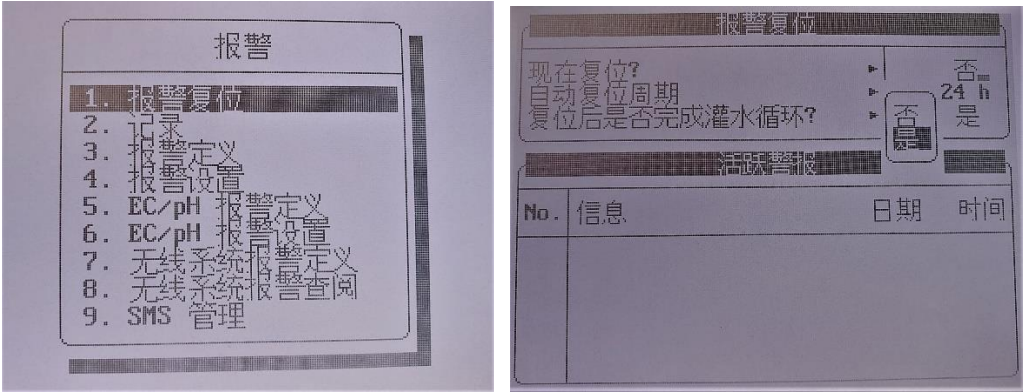 报警
1. 报警复位
2. 记录
3. 报警定义
4. 报警设置
5. EC/pH 报警定义
6. EC/pH 报警设置
7. 无线系统报警定义
8. 无线系统报警查阅
9. SMS 管理
报警复位
现在复位? 否
自动复位周期 24 h
复位后是否完成灌水循环? 是
否
是
活跃警报
No. 信息 日期 时间